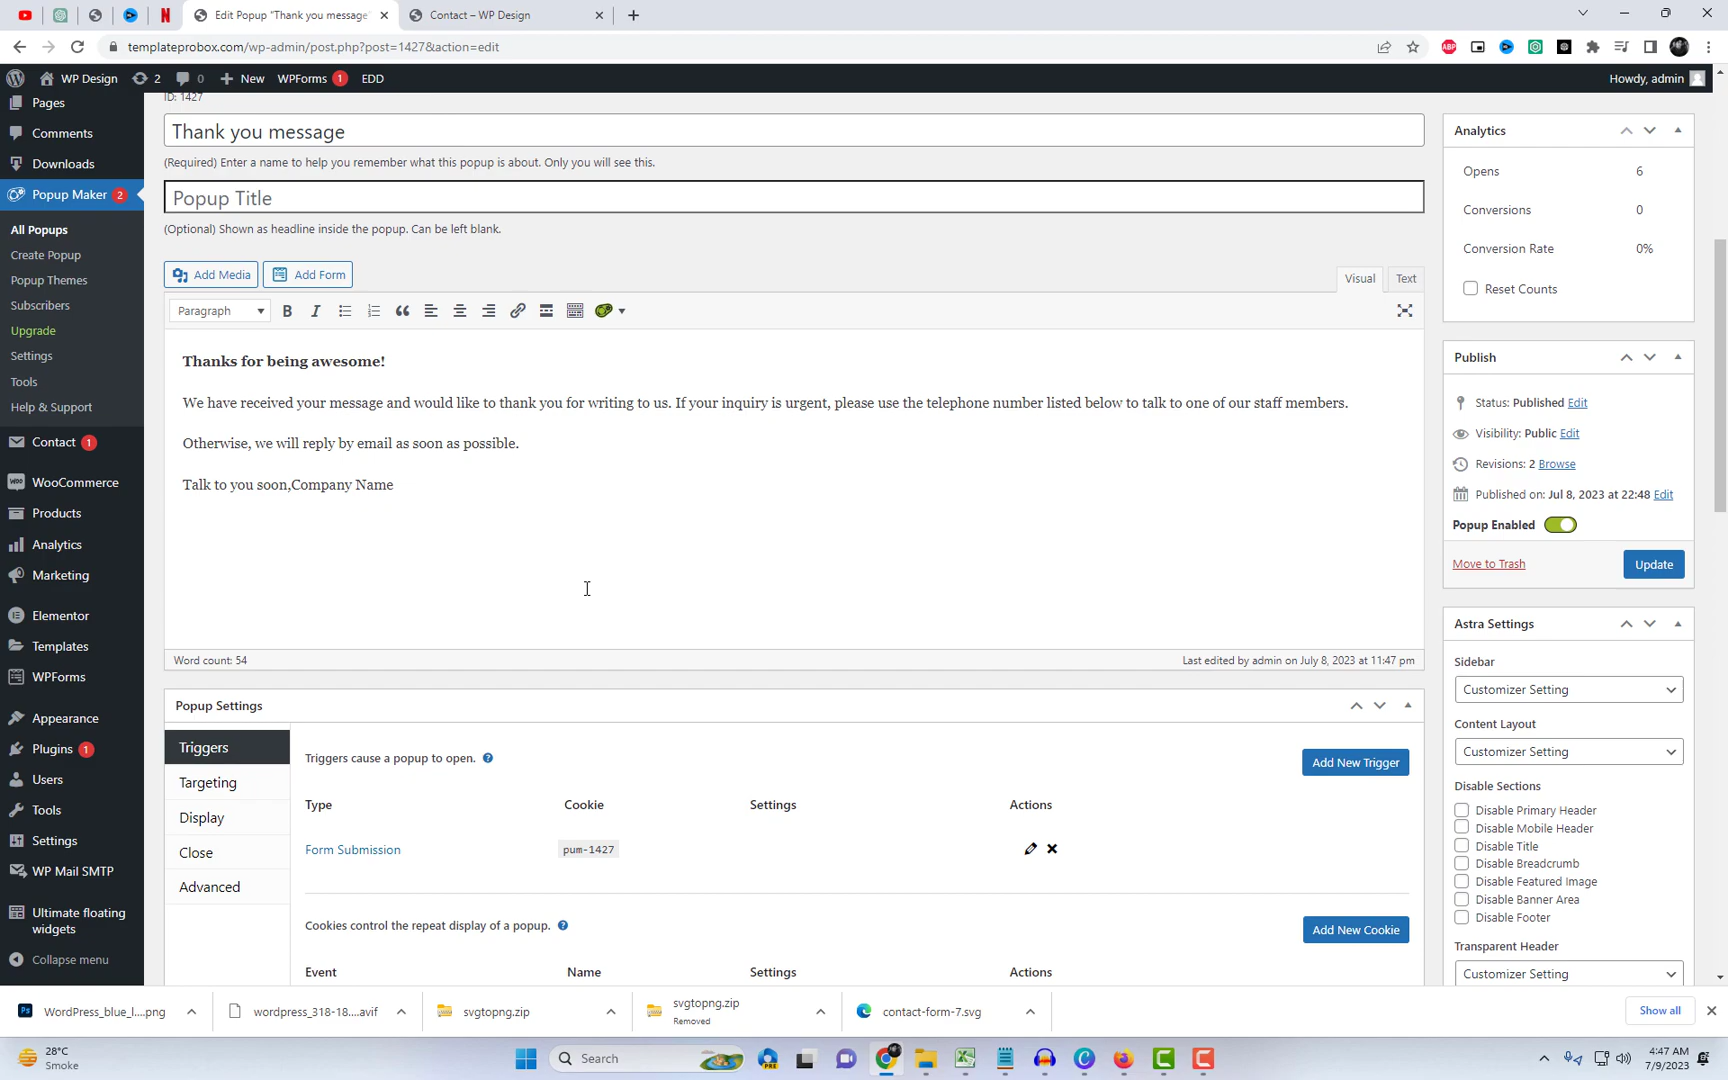 Edit Popup "Thank you message"
Contact – WP Design
templateprobox.com/wp-admin/post.php?post=1427&action=edit
WP Design
2
0
New
WPForms 1
EDD
Howdy, admin
Pages
Comments
Downloads
Popup Maker 2
All Popups
Create Popup
Popup Themes
Subscribers
Upgrade
Settings
Tools
Help & Support
Contact 1
WooCommerce
Products
Analytics
Marketing
Elementor
Templates
WPForms
Appearance
Plugins 1
Users
Tools
Settings
WP Mail SMTP
Ultimate floating
widgets
Collapse menu
ID: 1427
Thank you message
(Required) Enter a name to help you remember what this popup is about. Only you will see this.
Popup Title
(Optional) Shown as headline inside the popup. Can be left blank.
Add Media
Add Form
Visual
Text
Paragraph
Thanks for being awesome!
We have received your message and would like to thank you for writing to us. If your inquiry is urgent, please use the telephone number listed below to talk to one of our staff members.
Otherwise, we will reply by email as soon as possible.
Talk to you soon,Company Name
Word count: 54
Last edited by admin on July 8, 2023 at 11:47 pm
Popup Settings
Triggers
Targeting
Display
Close
Advanced
Triggers cause a popup to open.
Add New Trigger
Type
Cookie
Settings
Actions
Form Submission
pum-1427
Cookies control the repeat display of a popup.
Add New Cookie
Event
Name
Settings
Actions
Analytics
Opens 6
Conversions 0
Conversion Rate 0%
Reset Counts
Publish
Status: Published Edit
Visibility: Public Edit
Revisions: 2 Browse
Published on: Jul 8, 2023 at 22:48 Edit
Popup Enabled
Move to Trash
Update
Astra Settings
Sidebar
Customizer Setting
Content Layout
Customizer Setting
Disable Sections
Disable Primary Header
Disable Mobile Header
Disable Title
Disable Breadcrumb
Disable Featured Image
Disable Banner Area
Disable Footer
Transparent Header
Customizer Setting
WordPress_blue_l....png
wordpress_318-18....avif
svgtopng.zip
svgtopng.zip
Removed
contact-form-7.svg
Show all
28°C
Smoke
Search
4:47 AM
7/9/2023